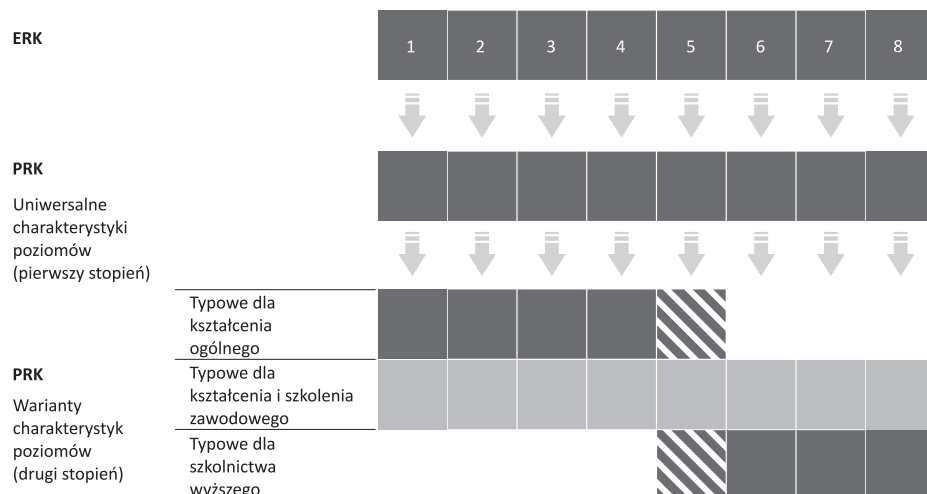 ERK
1 2 3 4 5 6 7 8
PRK
Uniwersalne
charakterystyki
poziomów
(pierwszy stopień)
Typowe dla
kształcenia
ogólnego
PRK
Warianty
charakterystyk
poziomów
(drugi stopień)
Typowe dla
kształcenia i szkolenia
zawodowego
Typowe dla
szkolnictwa
wyższego